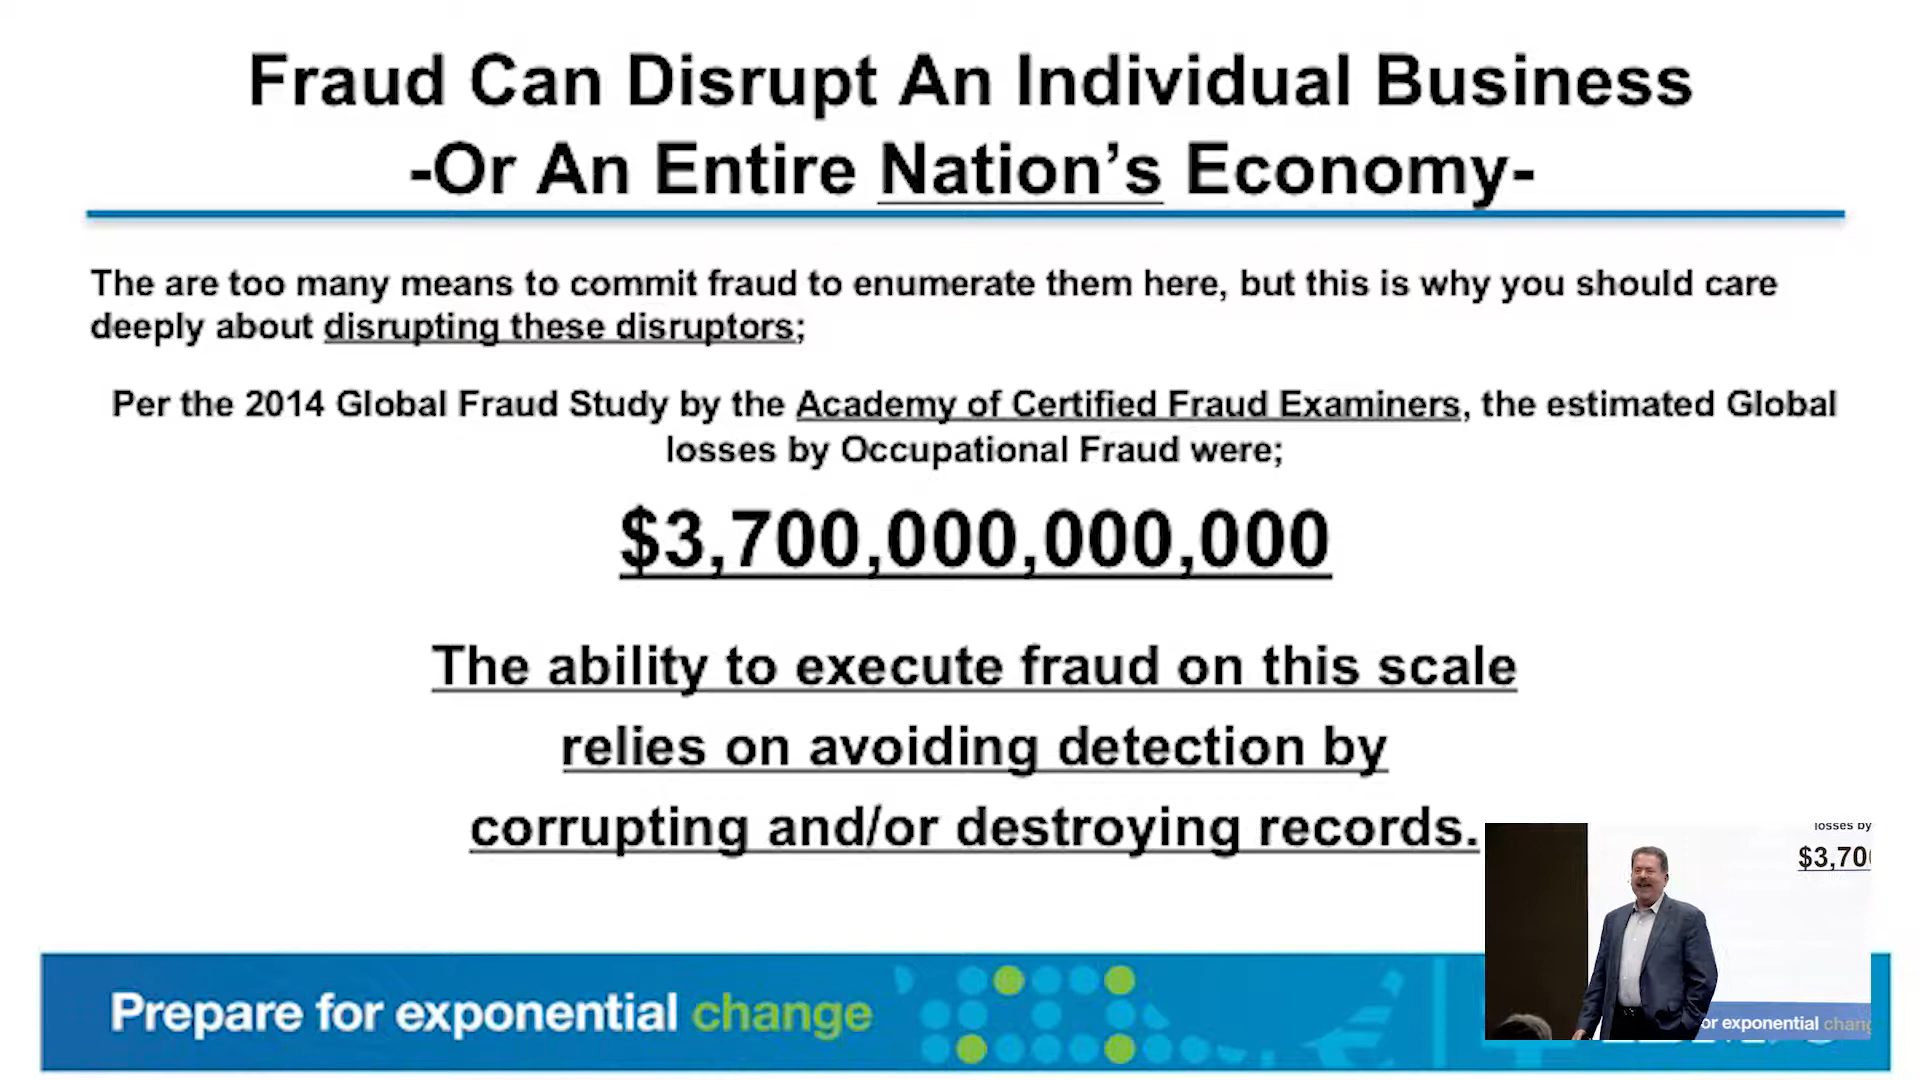 Fraud Can Disrupt An Individual Business
-Or An Entire Nation's Economy-
The are too many means to commit fraud to enumerate them here, but this is why you should care
deeply about disrupting these disruptors;
Per the 2014 Global Fraud Study by the Academy of Certified Fraud Examiners, the estimated Global
losses by Occupational Fraud were;
$3,700,000,000,000
The ability to execute fraud on this scale
relies on avoiding detection by
corrupting and/or destroying records.
Prepare for exponential change
losses by
$3,70
or exponential chang